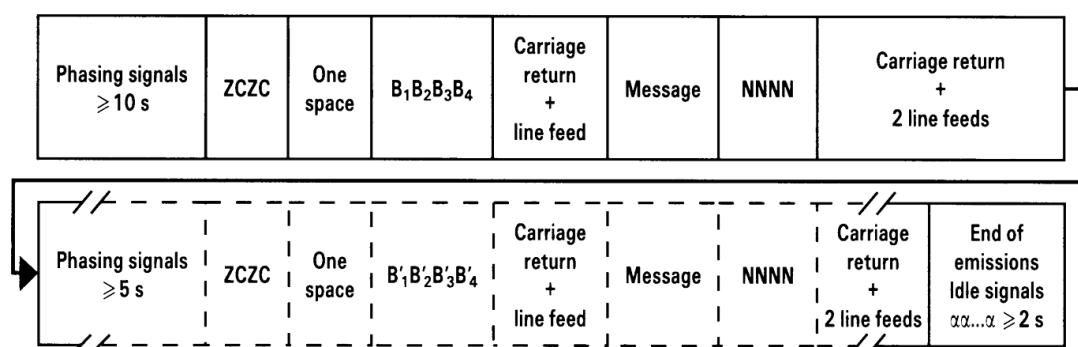 Phasing signals
⩾10 s
ZCZC
One
space
B₁B₂B₃B₄
Carriage
return
+
line feed
Message
NNNN
Carriage return
+
2 line feeds
Phasing signals
⩾5 s
ZCZC
One
space
B′₁B′₂B′₃B′₄
Carriage
return
+
line feed
Message
NNNN
Carriage
return
+
2 line feeds
End of
emissions
Idle signals
αα...α ⩾2 s